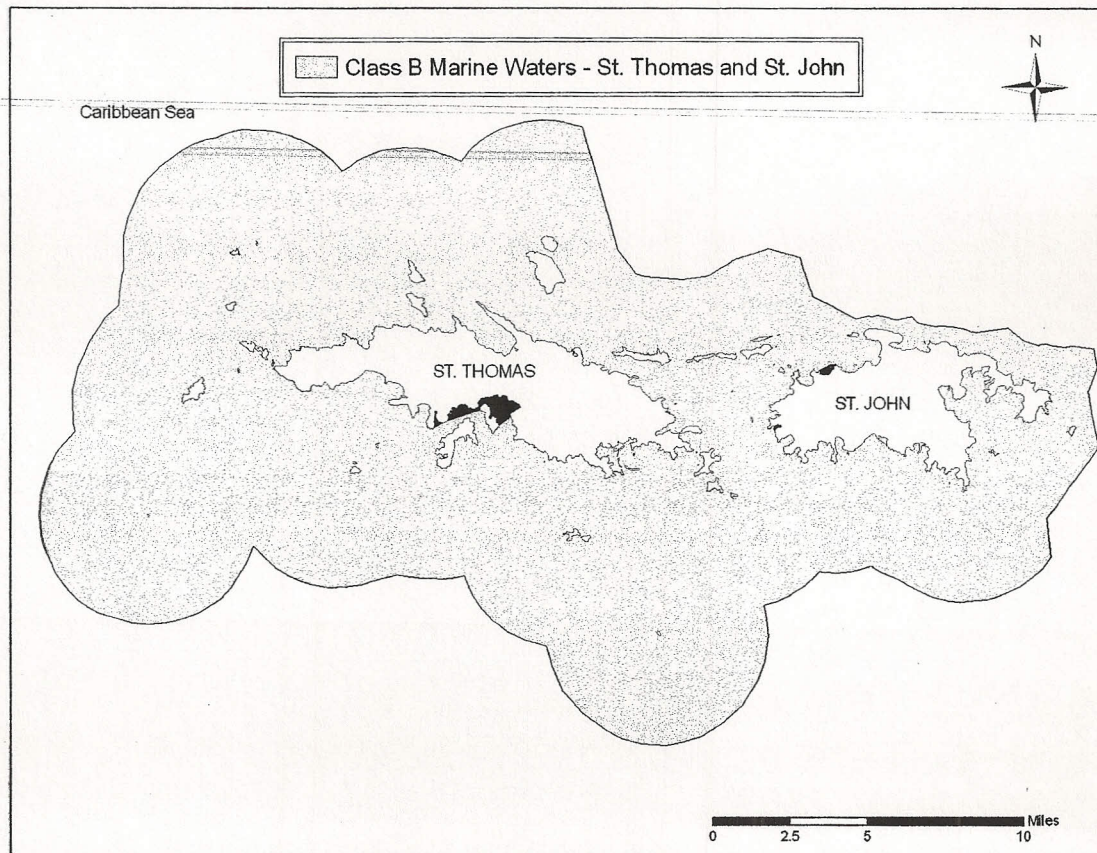 Class B Marine Waters - St. Thomas and St. John
N
Caribbean Sea
ST. THOMAS
ST. JOHN
Miles
0 2.5 5 10